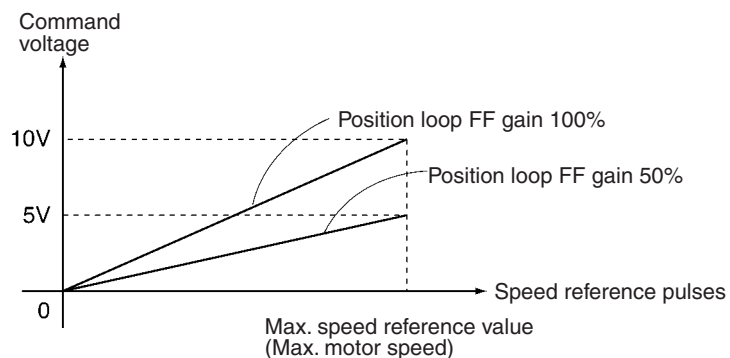 Command
voltage
Position loop FF gain 100%
10V
Position loop FF gain 50%
5V
Speed reference pulses
0
Max. speed reference value
(Max. motor speed)